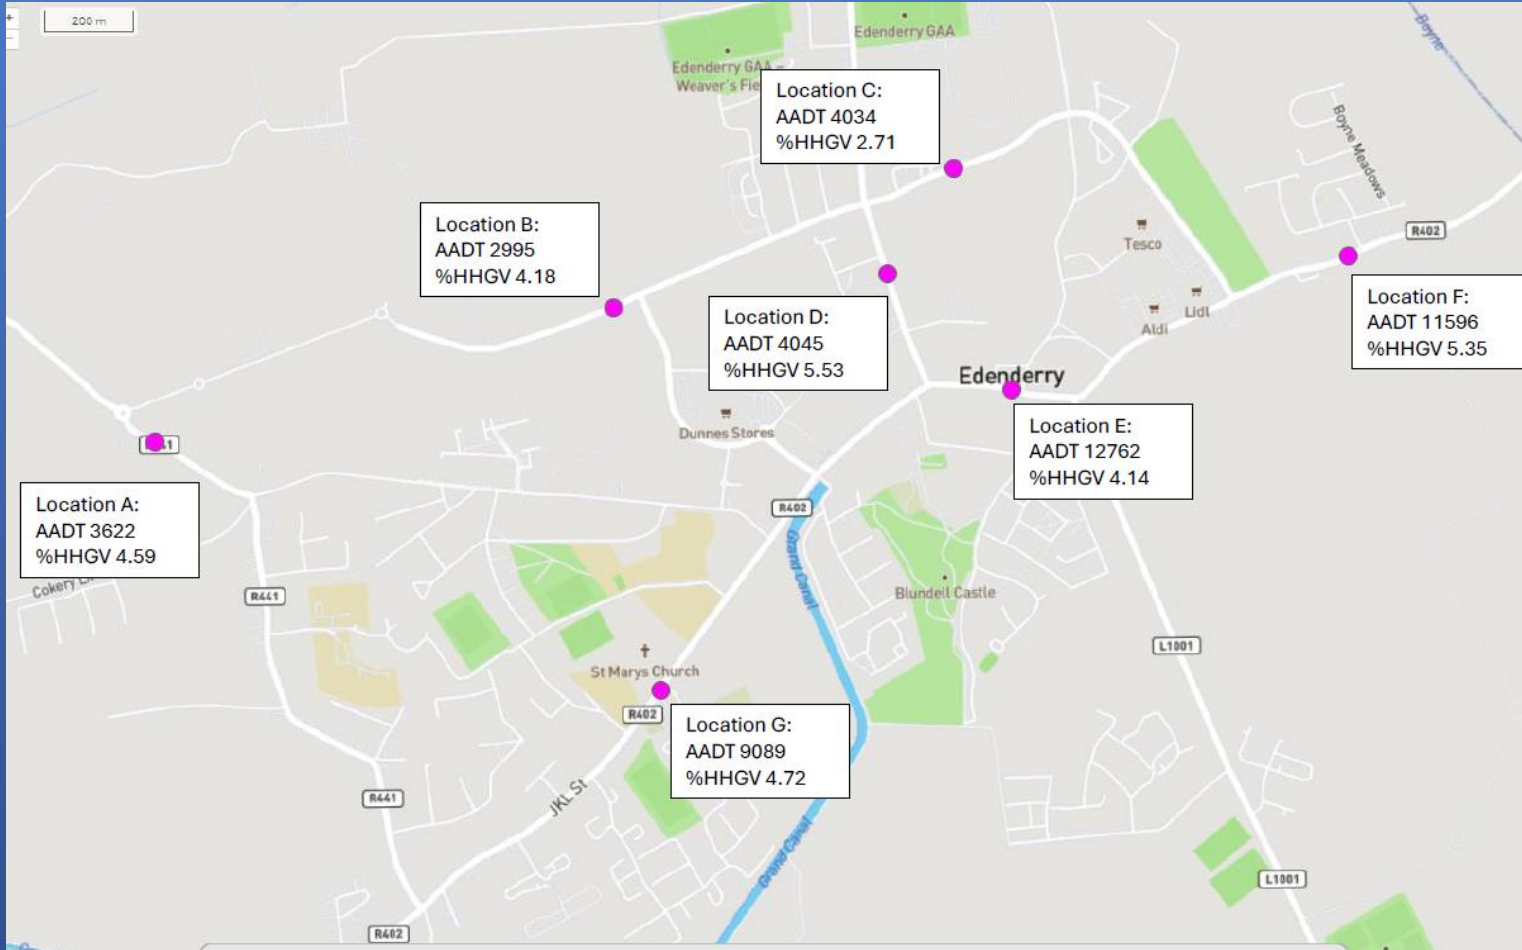 +
200 m
−
Edenderry GAA
Edenderry GAA –
Weaver's Fie
Boyne
Location C:
AADT 4034
%HHGV 2.71
Boyne Meadows
Location B:
AADT 2995
%HHGV 4.18
Tesco
R402
Lidl
Aldi
Location D:
AADT 4045
%HHGV 5.53
Location F:
AADT 11596
%HHGV 5.35
Edenderry
Dunnes Stores
Location E:
AADT 12762
%HHGV 4.14
Location A:
AADT 3622
%HHGV 4.59
R402
Grand Canal
Cokery
R441
Blundell Castle
L1001
St Marys Church
R402
Location G:
AADT 9089
%HHGV 4.72
R441
JKL St
Grand Canal
L1001
R402